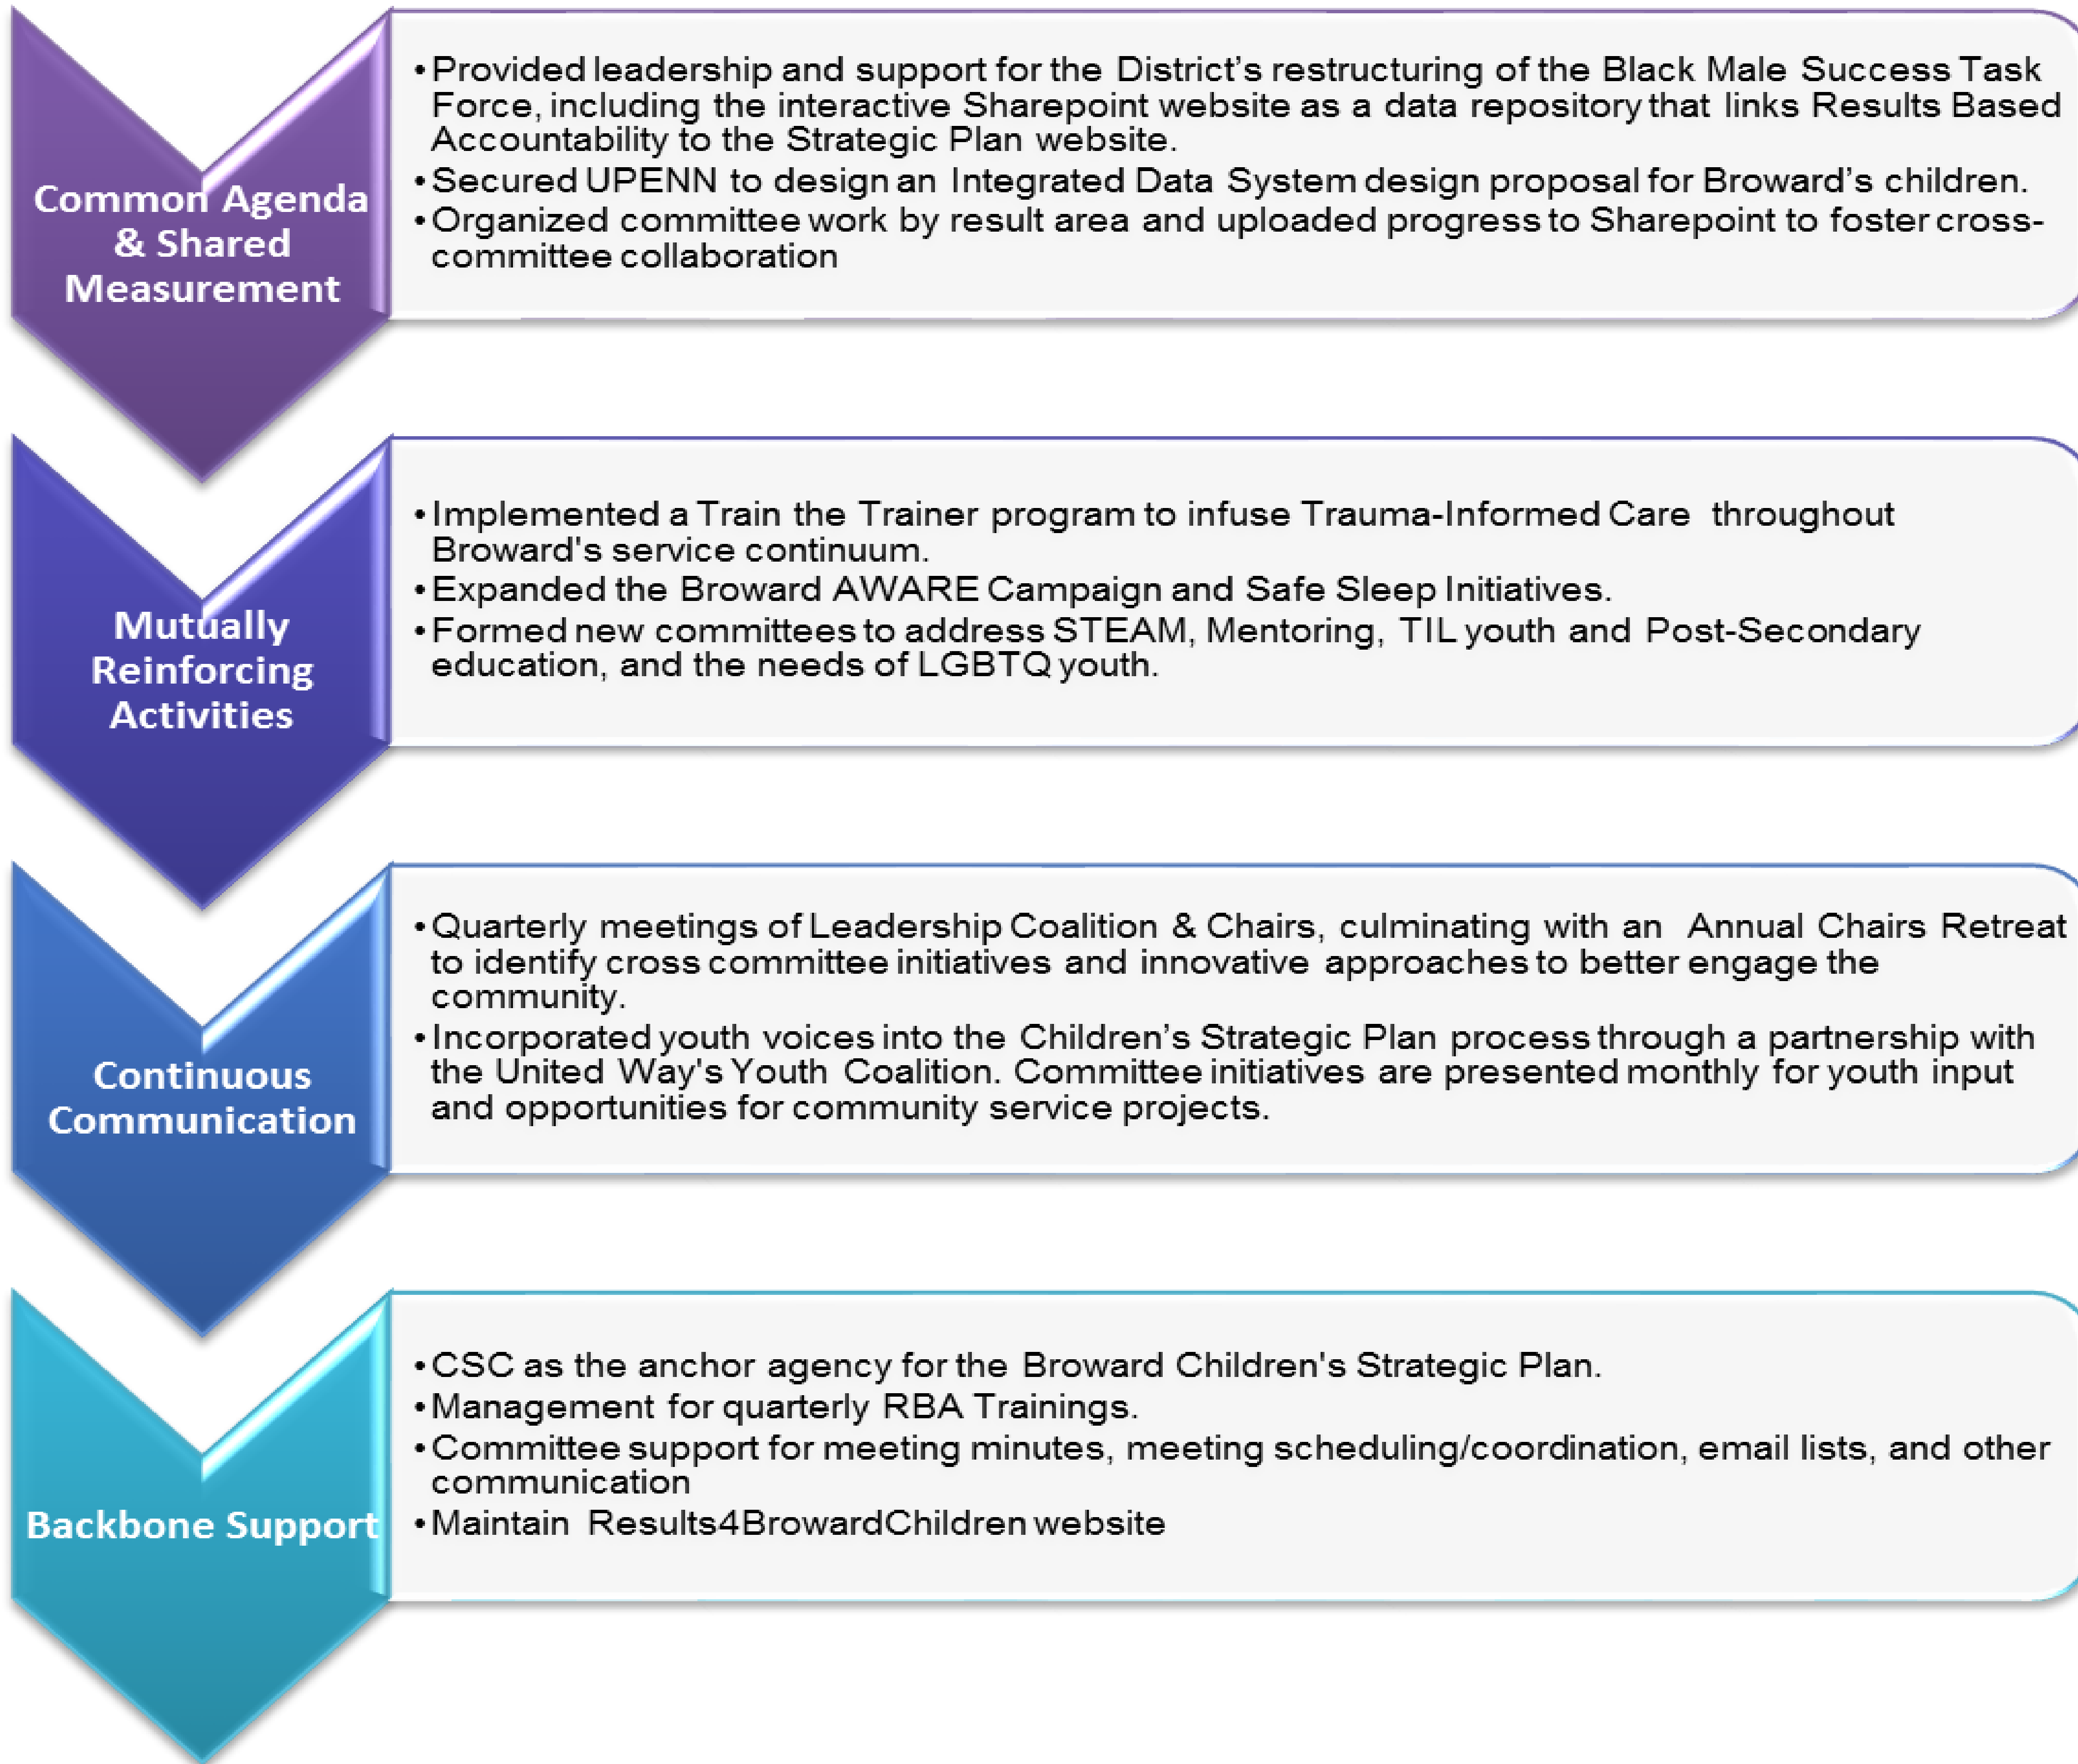 Common Agenda
& Shared
Measurement
•Provided leadership and support for the District’s restructuring of the Black Male Success Task
Force, including the interactive Sharepoint website as a data repository that links Results Based
Accountability to the Strategic Plan website.
•Secured UPENN to design an Integrated Data System design proposal for Broward’s children.
•Organized committee work by result area and uploaded progress to Sharepoint to foster cross-
committee collaboration
Mutually
Reinforcing
Activities
•Implemented a Train the Trainer program to infuse Trauma-Informed Care throughout
Broward's service continuum.
•Expanded the Broward AWARE Campaign and Safe Sleep Initiatives.
•Formed new committees to address STEAM, Mentoring, TIL youth and Post-Secondary
education, and the needs of LGBTQ youth.
Continuous
Communication
•Quarterly meetings of Leadership Coalition & Chairs, culminating with an Annual Chairs Retreat
to identify cross committee initiatives and innovative approaches to better engage the
community.
•Incorporated youth voices into the Children’s Strategic Plan process through a partnership with
the United Way's Youth Coalition. Committee initiatives are presented monthly for youth input
and opportunities for community service projects.
Backbone Support
•CSC as the anchor agency for the Broward Children's Strategic Plan.
•Management for quarterly RBA Trainings.
•Committee support for meeting minutes, meeting scheduling/coordination, email lists, and other
communication
•Maintain Results4BrowardChildren website